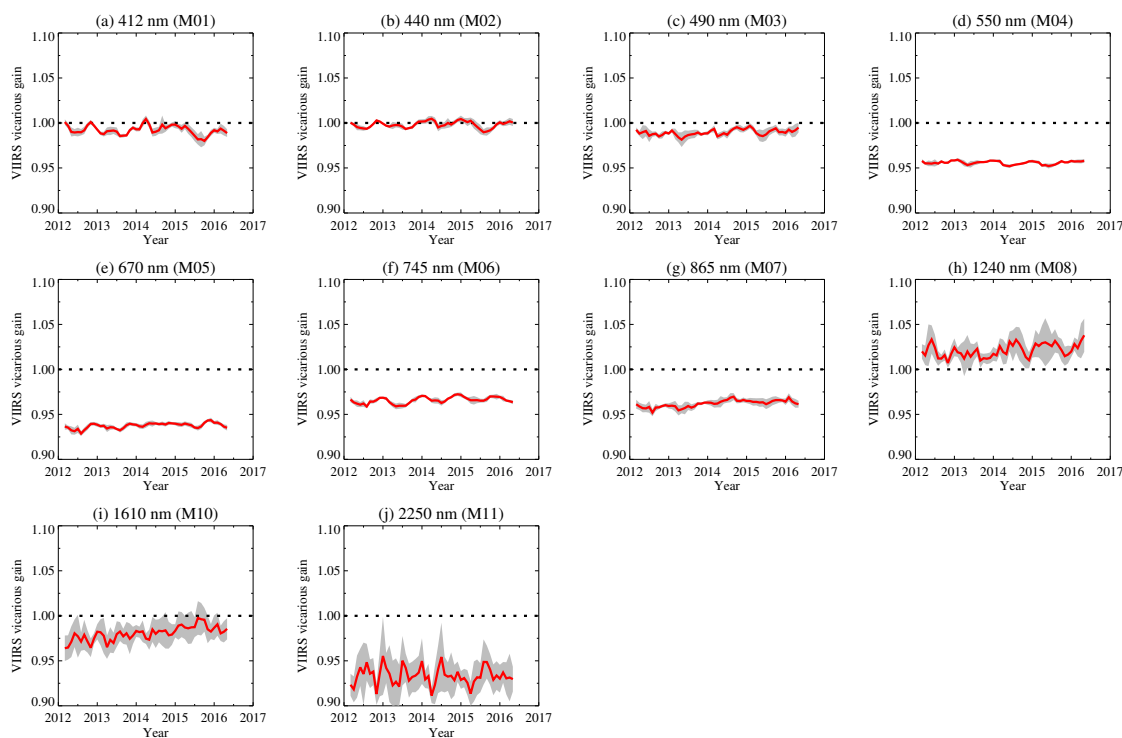 (a) 412 nm (M01)
(b) 440 nm (M02)
(c) 490 nm (M03)
(d) 550 nm (M04)
VIIRS vicarious gain
1.10
1.05
1.00
0.95
0.90
2012 2013 2014 2015 2016 2017
Year
VIIRS vicarious gain
1.10
1.05
1.00
0.95
0.90
2012 2013 2014 2015 2016 2017
Year
VIIRS vicarious gain
1.10
1.05
1.00
0.95
0.90
2012 2013 2014 2015 2016 2017
Year
VIIRS vicarious gain
1.10
1.05
1.00
0.95
0.90
2012 2013 2014 2015 2016 2017
Year
(e) 670 nm (M05)
(f) 745 nm (M06)
(g) 865 nm (M07)
(h) 1240 nm (M08)
VIIRS vicarious gain
1.10
1.05
1.00
0.95
0.90
2012 2013 2014 2015 2016 2017
Year
VIIRS vicarious gain
1.10
1.05
1.00
0.95
0.90
2012 2013 2014 2015 2016 2017
Year
VIIRS vicarious gain
1.10
1.05
1.00
0.95
0.90
2012 2013 2014 2015 2016 2017
Year
VIIRS vicarious gain
1.10
1.05
1.00
0.95
0.90
2012 2013 2014 2015 2016 2017
Year
(i) 1610 nm (M10)
(j) 2250 nm (M11)
VIIRS vicarious gain
1.10
1.05
1.00
0.95
0.90
2012 2013 2014 2015 2016 2017
Year
VIIRS vicarious gain
1.10
1.05
1.00
0.95
0.90
2012 2013 2014 2015 2016 2017
Year